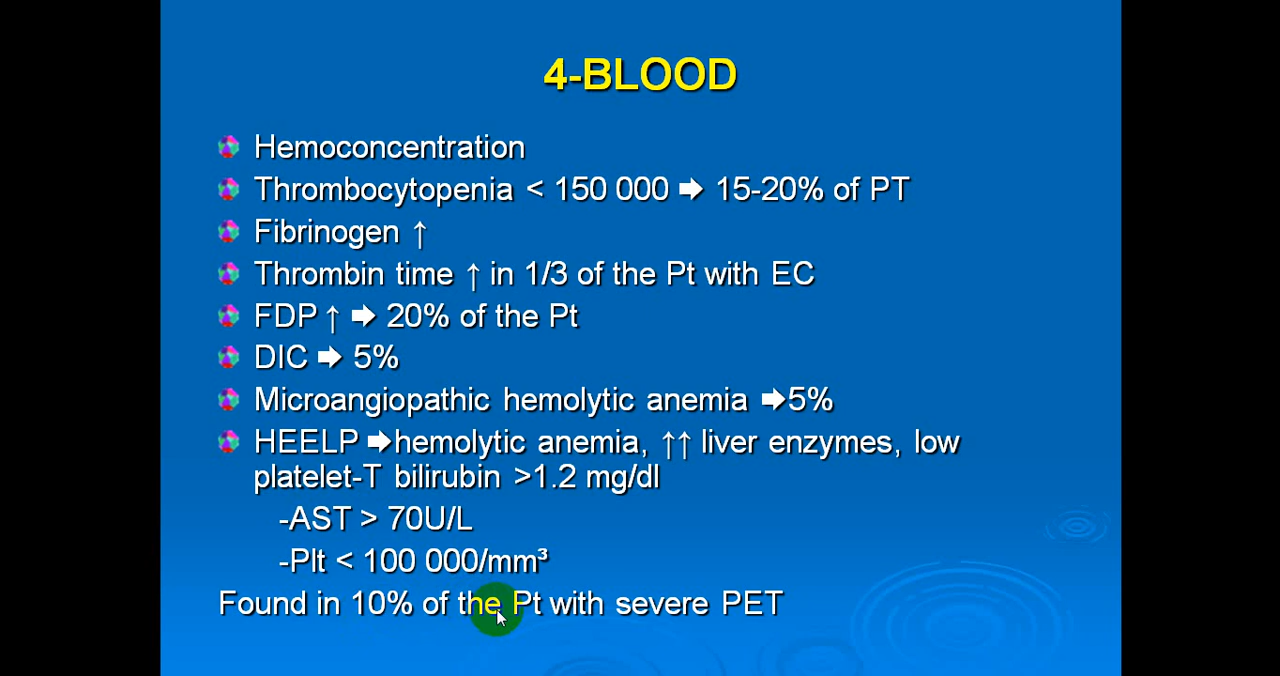 4-BLOOD
Hemoconcentration
Thrombocytopenia < 150 000 ➡ 15-20% of PT
Fibrinogen ↑
Thrombin time ↑ in 1/3 of the Pt with EC
FDP ↑ ➡ 20% of the Pt
DIC ➡ 5%
Microangiopathic hemolytic anemia ➡5%
HEELP ➡hemolytic anemia, ↑↑ liver enzymes, low
platelet-T bilirubin >1.2 mg/dl
-AST > 70U/L
-Plt < 100 000/mm³
Found in 10% of the Pt with severe PET